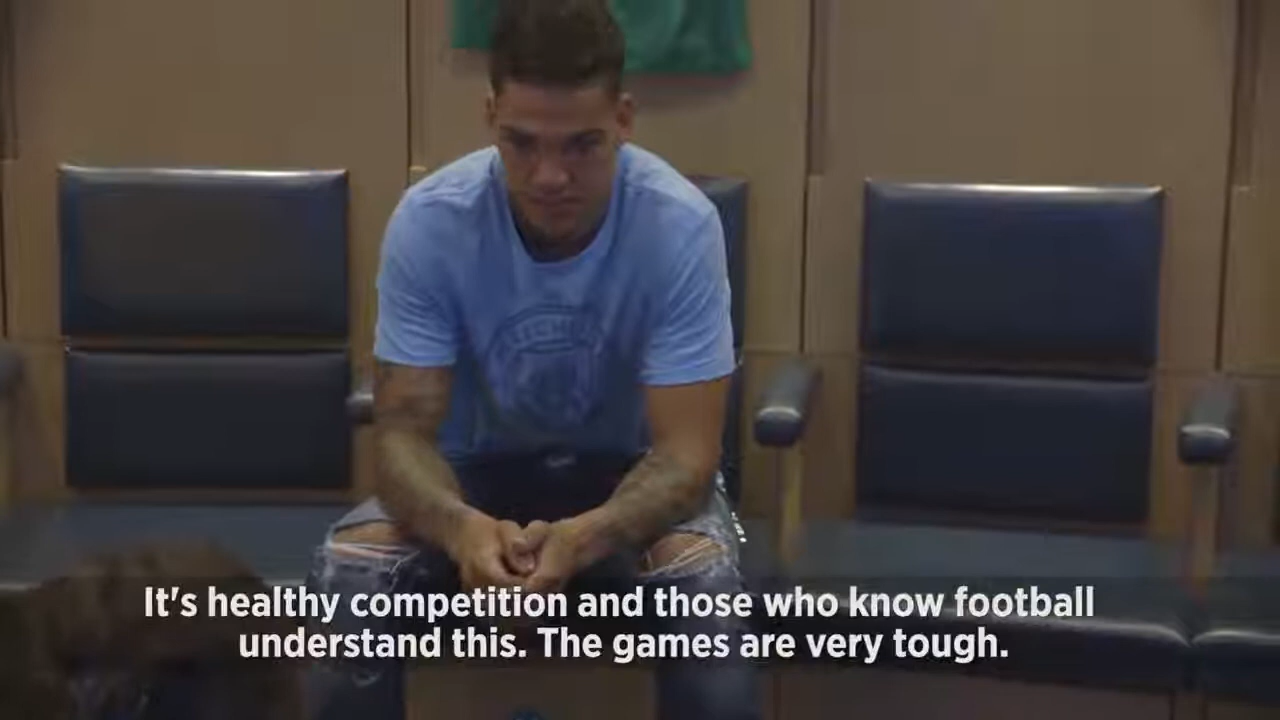 It's healthy competition and those who know football
understand this. The games are very tough.